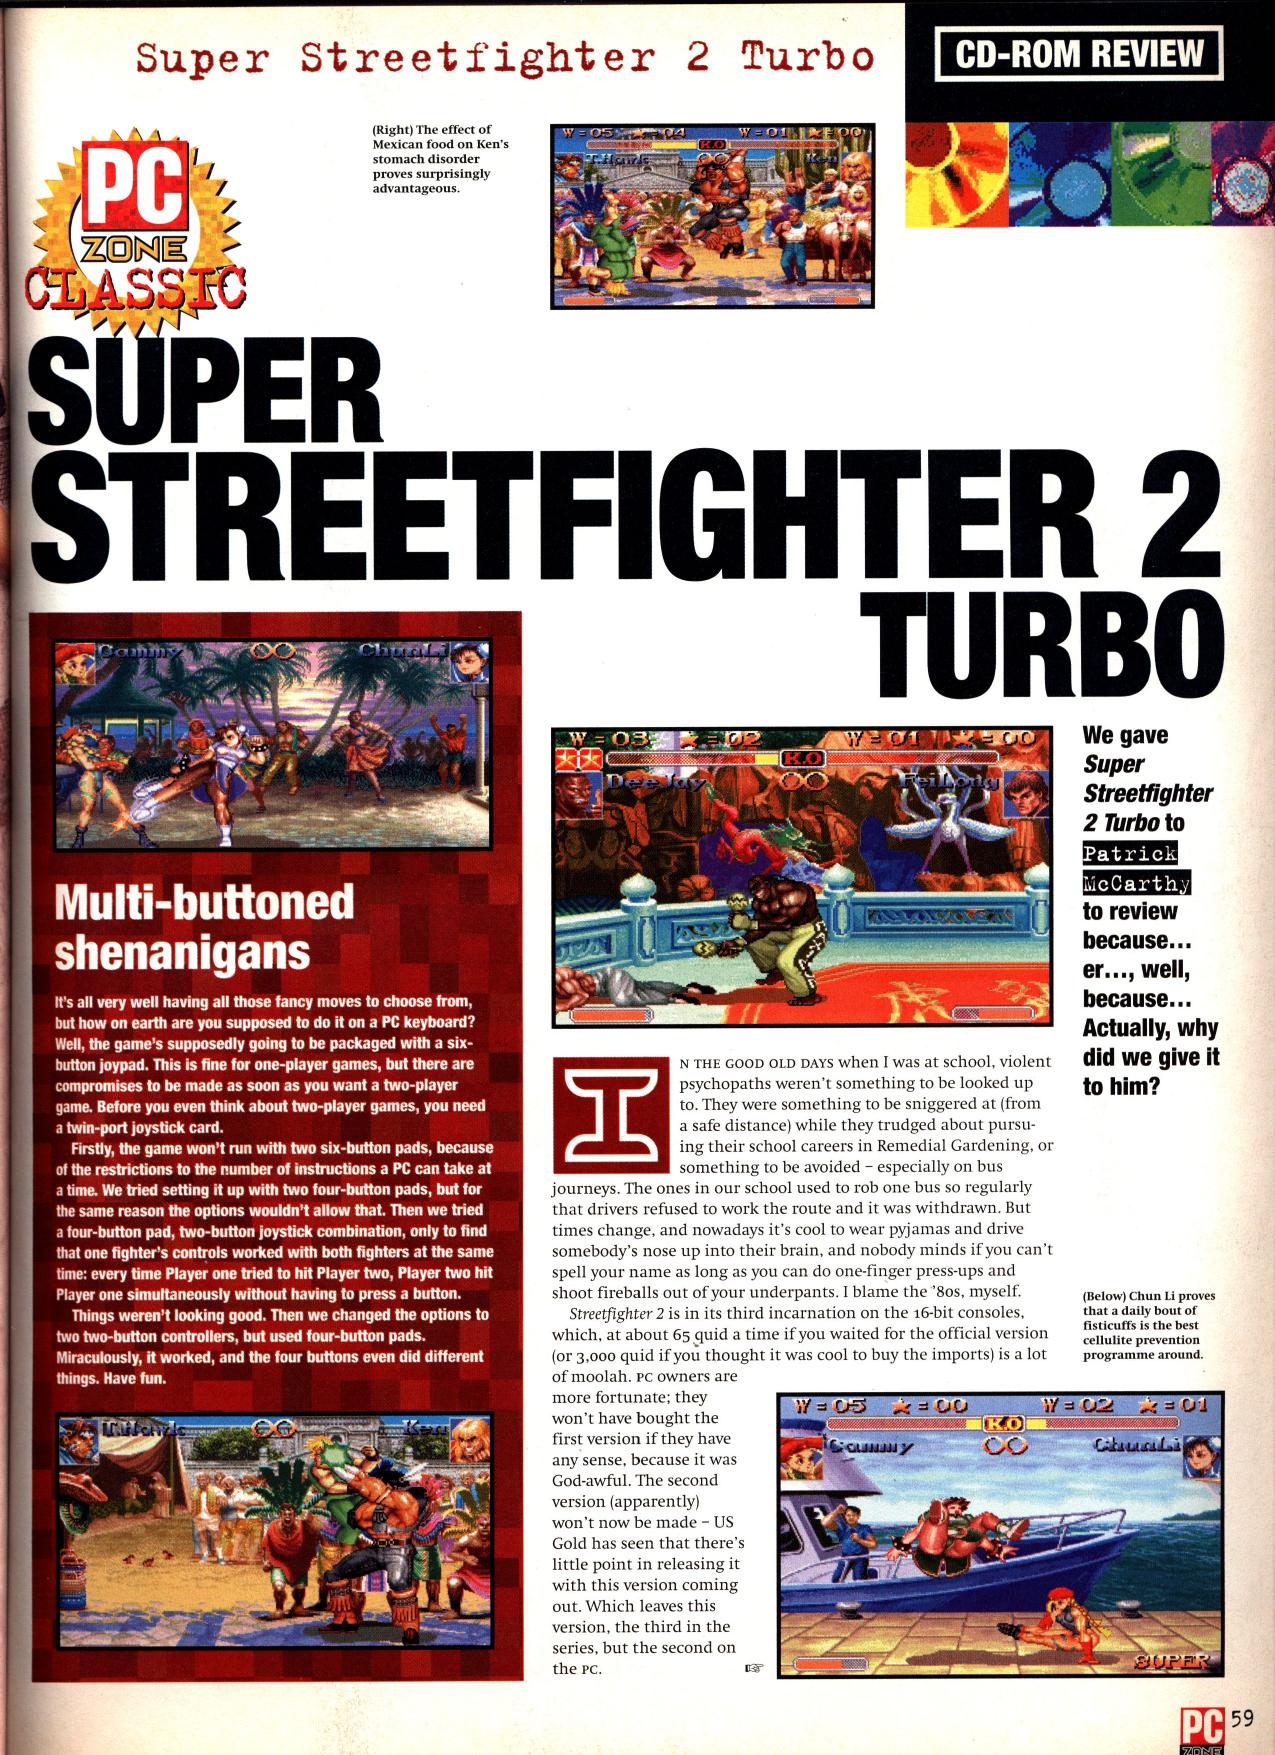 Super Streetfighter 2 Turbo
CD-ROM REVIEW
PC
ZONE
CLASSIC
(Right) The effect of
Mexican food on Ken's
stomach disorder
proves surprisingly
advantageous.
W=05 ★=04 W=01 ★=00
K.O
T.Hawk Ken
SUPER
STREETFIGHTER 2
TURBO
Cammy ChunLi
Multi-buttoned
shenanigans
It's all very well having all those fancy moves to choose from,
but how on earth are you supposed to do it on a PC keyboard?
Well, the game's supposedly going to be packaged with a six-
button joypad. This is fine for one-player games, but there are
compromises to be made as soon as you want a two-player
game. Before you even think about two-player games, you need
a twin-port joystick card.
Firstly, the game won't run with two six-button pads, because
of the restrictions to the number of instructions a PC can take at
a time. We tried setting it up with two four-button pads, but for
the same reason the options wouldn't allow that. Then we tried
a four-button pad, two-button joystick combination, only to find
that one fighter's controls worked with both fighters at the same
time: every time Player one tried to hit Player two, Player two hit
Player one simultaneously without having to press a button.
Things weren't looking good. Then we changed the options to
two two-button controllers, but used four-button pads.
Miraculously, it worked, and the four buttons even did different
things. Have fun.
T.Hawk Ken
W=03 ★=02 W=01 ★=00
K.O
DeeJay FeiLong
We gave
Super
Streetfighter
2 Turbo to
Patrick
McCarthy
to review
because...
er..., well,
because...
Actually, why
did we give it
to him?
IN THE GOOD OLD DAYS when I was at school, violent
psychopaths weren't something to be looked up
to. They were something to be sniggered at (from
a safe distance) while they trudged about pursu-
ing their school careers in Remedial Gardening, or
something to be avoided – especially on bus
journeys. The ones in our school used to rob one bus so regularly
that drivers refused to work the route and it was withdrawn. But
times change, and nowadays it's cool to wear pyjamas and drive
somebody's nose up into their brain, and nobody minds if you can't
spell your name as long as you can do one-finger press-ups and
shoot fireballs out of your underpants. I blame the '80s, myself.
Streetfighter 2 is in its third incarnation on the 16-bit consoles,
which, at about 65 quid a time if you waited for the official version
(or 3,000 quid if you thought it was cool to buy the imports) is a lot
of moolah. PC owners are
more fortunate; they
won't have bought the
first version if they have
any sense, because it was
God-awful. The second
version (apparently)
won't now be made – US
Gold has seen that there's
little point in releasing it
with this version coming
out. Which leaves this
version, the third in the
series, but the second on
the PC.
(Below) Chun Li proves
that a daily bout of
fisticuffs is the best
cellulite prevention
programme around.
W=05 ★=00 W=02 ★=01
K.O
Cammy ChunLi
SUPER
PC
ZONE
59